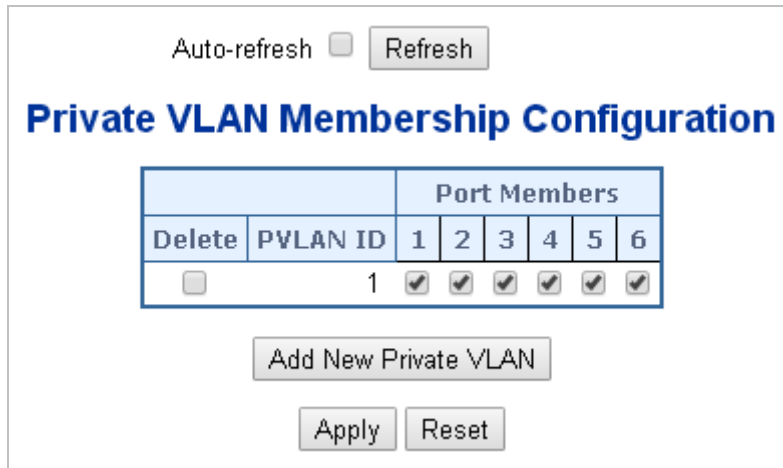 Auto-refresh Refresh
Private VLAN Membership Configuration
Port Members
Delete PVLAN ID 1 2 3 4 5 6
1
Add New Private VLAN
Apply Reset